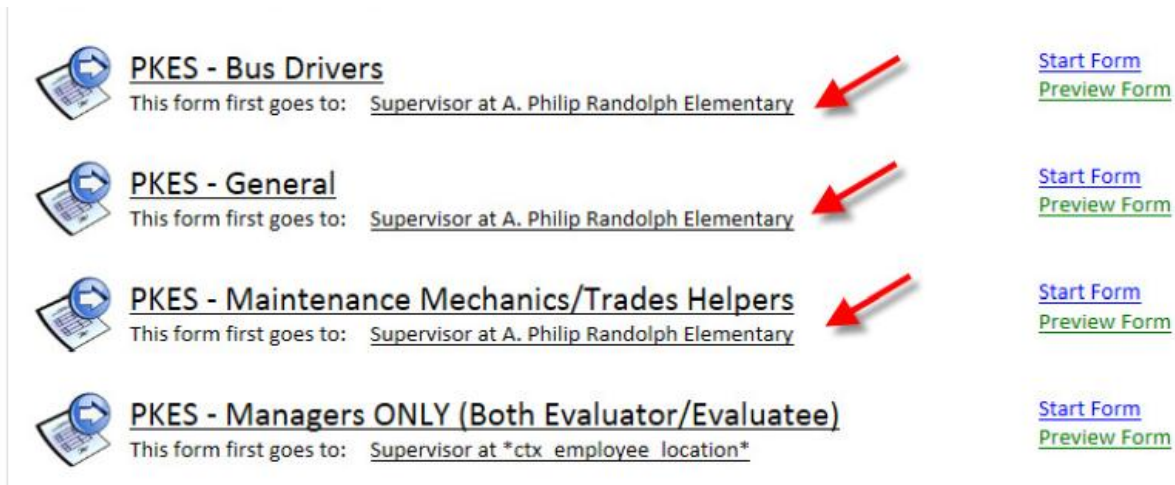 PKES - Bus Drivers
This form first goes to: Supervisor at A. Philip Randolph Elementary
Start Form
Preview Form
PKES - General
This form first goes to: Supervisor at A. Philip Randolph Elementary
Start Form
Preview Form
PKES - Maintenance Mechanics/Trades Helpers
This form first goes to: Supervisor at A. Philip Randolph Elementary
Start Form
Preview Form
PKES - Managers ONLY (Both Evaluator/Evaluatee)
This form first goes to: Supervisor at *ctx_employee_location*
Start Form
Preview Form